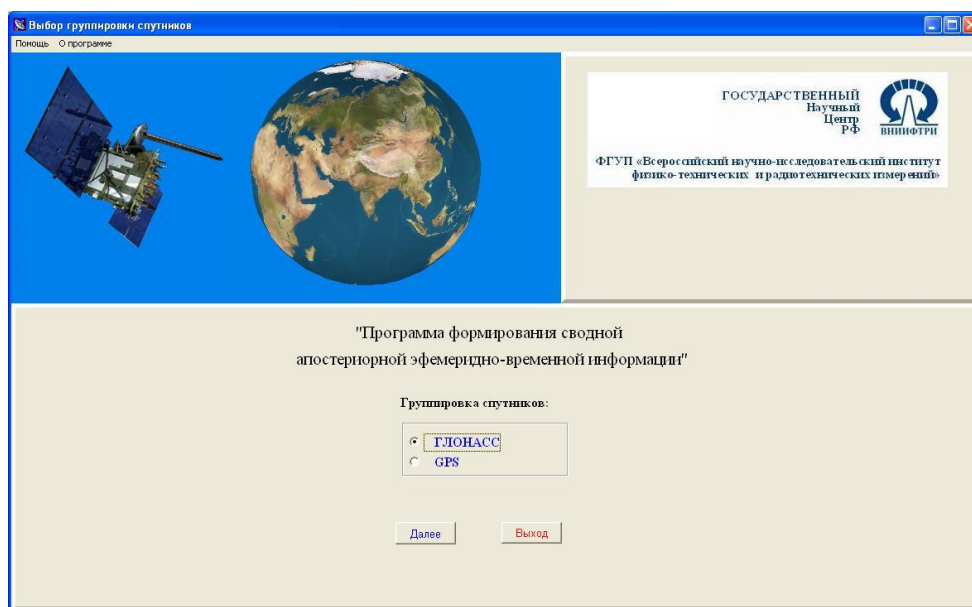 Выбор группировки спутников
Помощь О программе
ГОСУДАРСТВЕННЫЙ
Научный
Центр
РФ
ВНИИФТРИ
ФГУП «Всероссийский научно-исследовательский институт
физико-технических и радиотехнических измерений»
"Программа формирования сводной
апостериорной эфемеридно-временной информации"
Группировка спутников:
ГЛОНАСС
GPS
Далее Выход